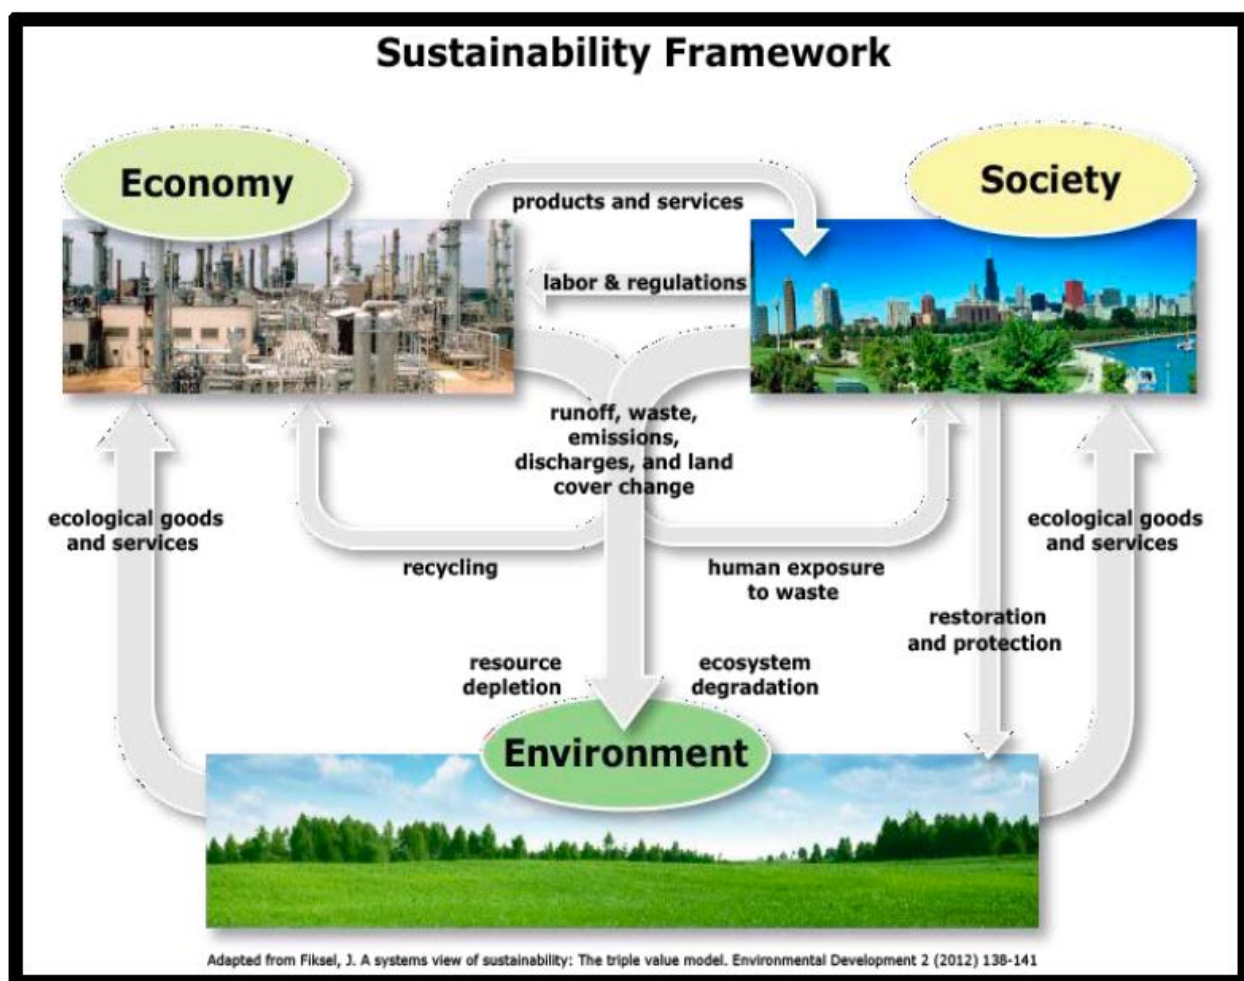 Sustainability Framework
Economy
Society
products and services
labor & regulations
runoff, waste,
emissions,
discharges, and land
cover change
ecological goods
and services
ecological goods
and services
recycling
human exposure
to waste
restoration
and protection
resource
depletion
ecosystem
degradation
Environment
Adapted from Fiksel, J. A systems view of sustainability: The triple value model. Environmental Development 2 (2012) 138-141